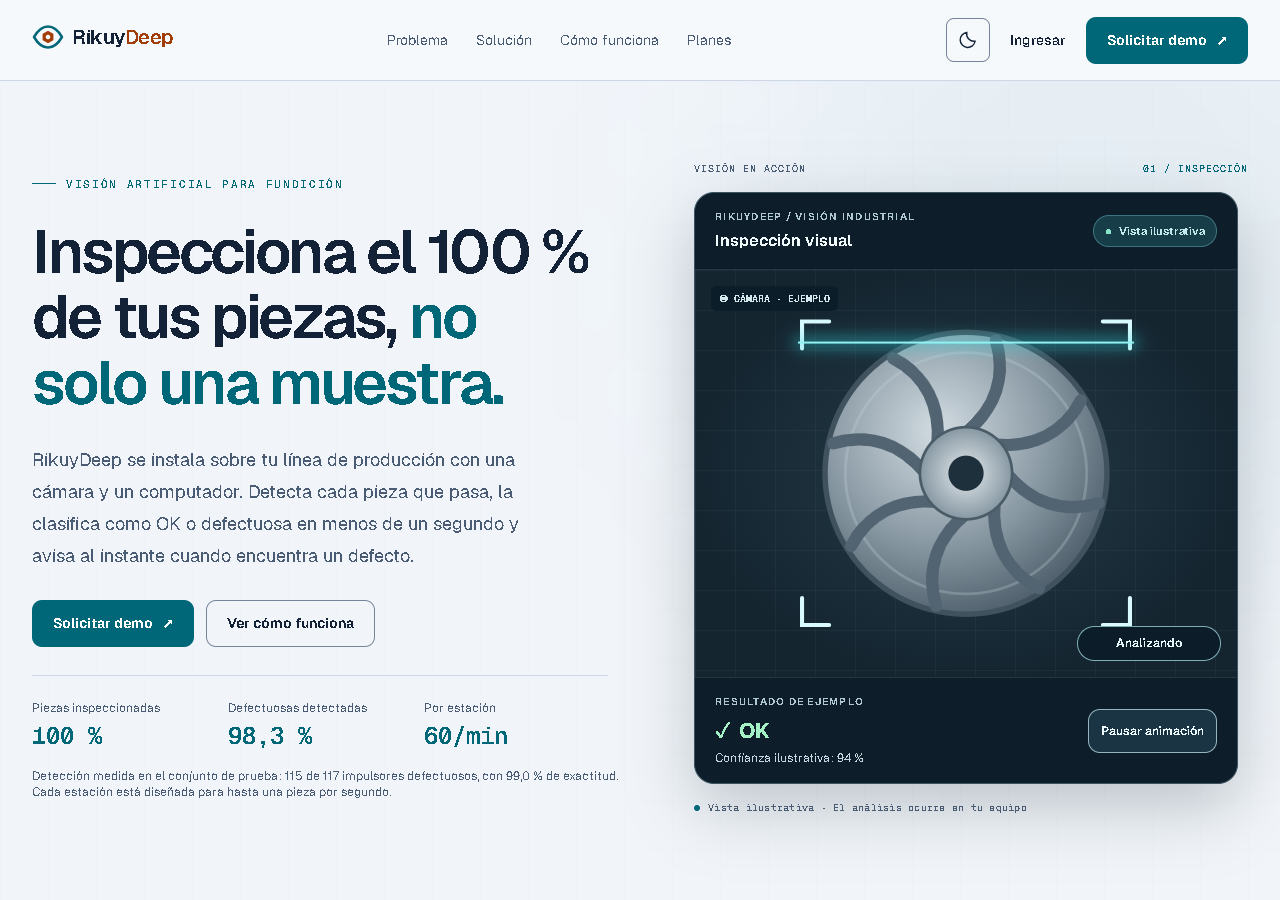 RikuyDeep
Problema
Solución
Cómo funciona
Planes
Ingresar
Solicitar demo ↗
VISIÓN ARTIFICIAL PARA FUNDICIÓN
Inspecciona el 100 %
de tus piezas, no
solo una muestra.
RikuyDeep se instala sobre tu línea de producción con una
cámara y un computador. Detecta cada pieza que pasa, la
clasifica como OK o defectuosa en menos de un segundo y
avisa al instante cuando encuentra un defecto.
Solicitar demo ↗
Ver cómo funciona
Piezas inspeccionadas
100 %
Defectuosas detectadas
98,3 %
Por estación
60/min
Detección medida en el conjunto de prueba: 115 de 117 impulsores defectuosos, con 99,0 % de exactitud.
Cada estación está diseñada para hasta una pieza por segundo.
VISIÓN EN ACCIÓN
01 / INSPECCIÓN
RIKUYDEEP / VISIÓN INDUSTRIAL
Inspección visual
Vista ilustrativa
CÁMARA · EJEMPLO
Analizando
RESULTADO DE EJEMPLO
✓ OK
Confianza ilustrativa: 94 %
Pausar animación
Vista ilustrativa · El análisis ocurre en tu equipo